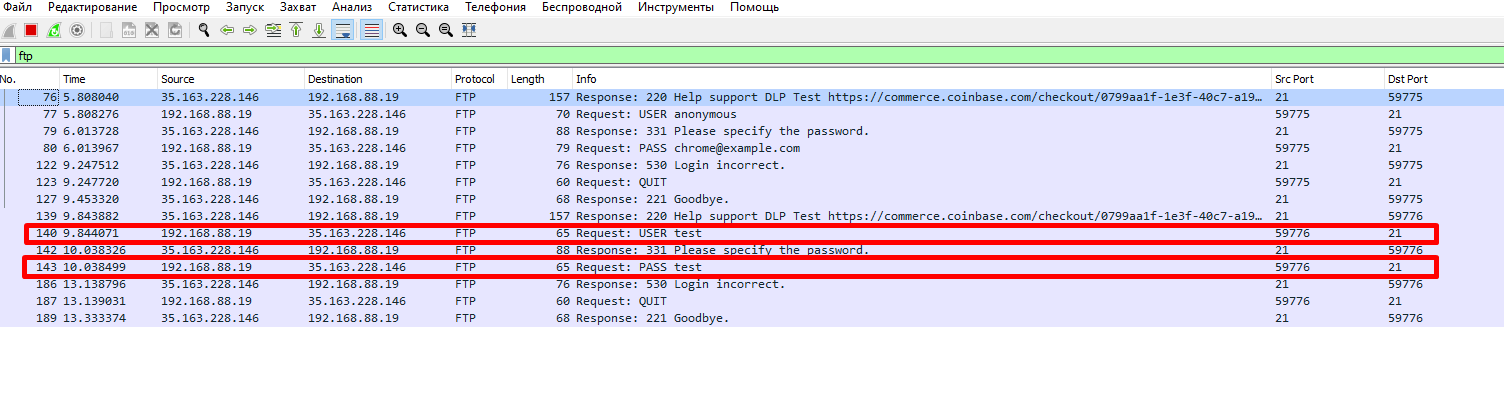 Файл Редактирование Просмотр Запуск Захват Анализ Статистика Телефония Беспроводной Инструменты Помощь
ftp
No. Time Source Destination Protocol Length Info Src Port Dst Port
76 5.808040 35.163.228.146 192.168.88.19 FTP 157 Response: 220 Help support DLP Test https://commerce.coinbase.com/checkout/0799aa1f-1e3f-40c7-a19… 21 59775
77 5.808276 192.168.88.19 35.163.228.146 FTP 70 Request: USER anonymous 59775 21
79 6.013728 35.163.228.146 192.168.88.19 FTP 88 Response: 331 Please specify the password. 21 59775
80 6.013967 192.168.88.19 35.163.228.146 FTP 79 Request: PASS chrome@example.com 59775 21
122 9.247512 35.163.228.146 192.168.88.19 FTP 76 Response: 530 Login incorrect. 21 59775
123 9.247720 192.168.88.19 35.163.228.146 FTP 60 Request: QUIT 59775 21
127 9.453320 35.163.228.146 192.168.88.19 FTP 68 Response: 221 Goodbye. 21 59775
139 9.843882 35.163.228.146 192.168.88.19 FTP 157 Response: 220 Help support DLP Test https://commerce.coinbase.com/checkout/0799aa1f-1e3f-40c7-a19… 21 59776
140 9.844071 192.168.88.19 35.163.228.146 FTP 65 Request: USER test 59776 21
142 10.038326 35.163.228.146 192.168.88.19 FTP 88 Response: 331 Please specify the password. 21 59776
143 10.038499 192.168.88.19 35.163.228.146 FTP 65 Request: PASS test 59776 21
186 13.138796 35.163.228.146 192.168.88.19 FTP 76 Response: 530 Login incorrect. 21 59776
187 13.139031 192.168.88.19 35.163.228.146 FTP 60 Request: QUIT 59776 21
189 13.333374 35.163.228.146 192.168.88.19 FTP 68 Response: 221 Goodbye. 21 59776